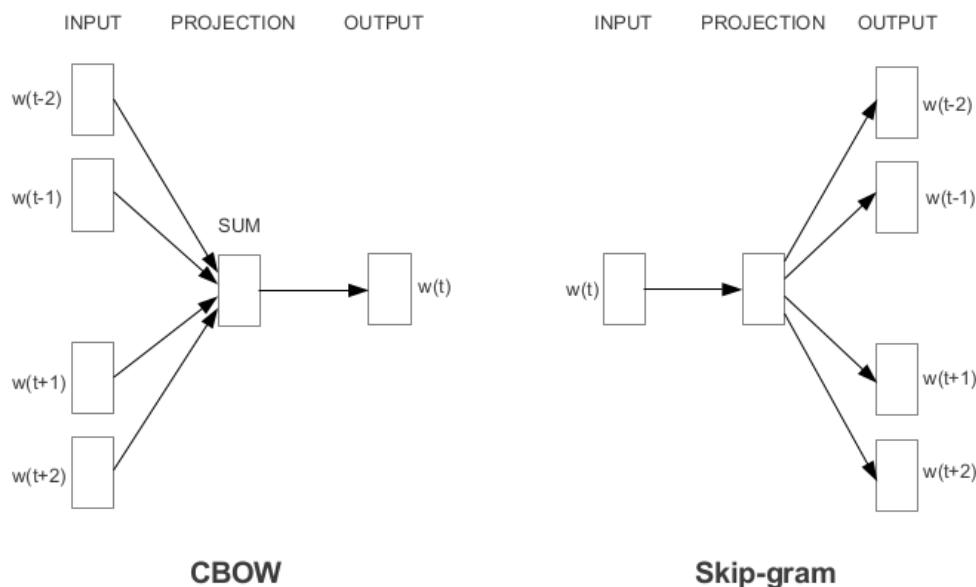 INPUT PROJECTION OUTPUT
w(t-2)
w(t-1)
SUM
w(t)
w(t+1)
w(t+2)
CBOW
INPUT PROJECTION OUTPUT
w(t-2)
w(t-1)
w(t)
w(t+1)
w(t+2)
Skip-gram